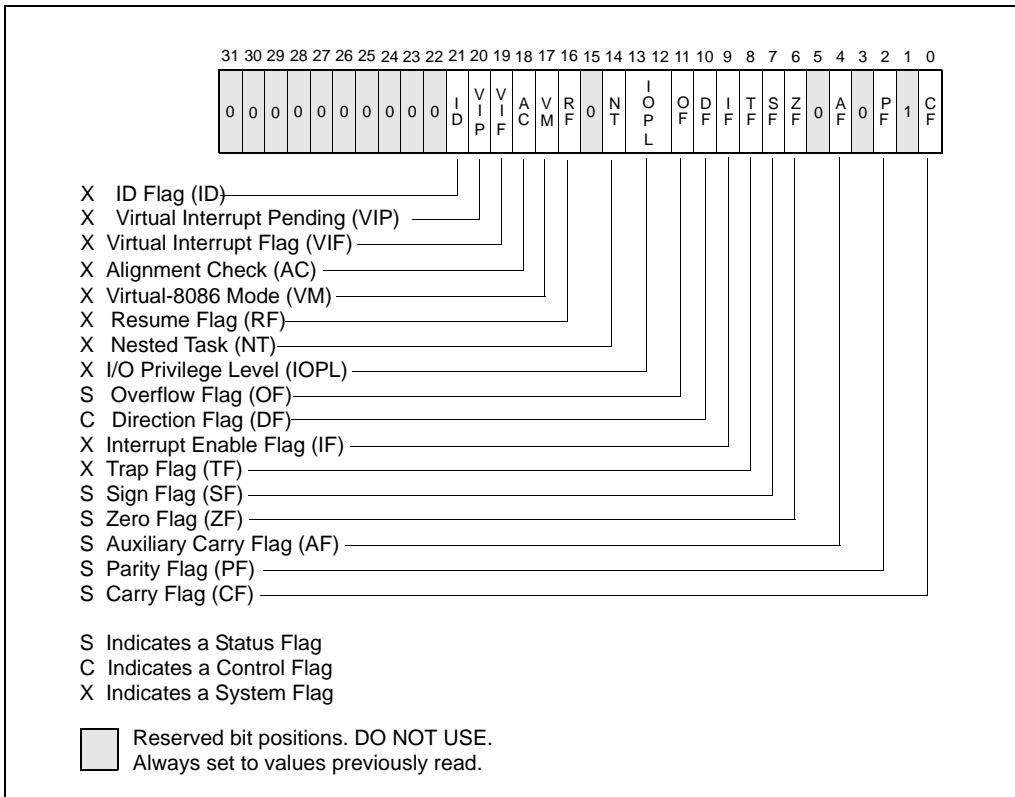 31 30 29 28 27 26 25 24 23 22 21 20 19 18 17 16 15 14 13 12 11 10 9 8 7 6 5 4 3 2 1 0
0 0 0 0 0 0 0 0 0 0 ID VIP VIF AC VM RF 0 NT IOPL OF DF IF TF SF ZF 0 AF 0 PF 1 CF
X ID Flag (ID)
X Virtual Interrupt Pending (VIP)
X Virtual Interrupt Flag (VIF)
X Alignment Check (AC)
X Virtual-8086 Mode (VM)
X Resume Flag (RF)
X Nested Task (NT)
X I/O Privilege Level (IOPL)
S Overflow Flag (OF)
C Direction Flag (DF)
X Interrupt Enable Flag (IF)
X Trap Flag (TF)
S Sign Flag (SF)
S Zero Flag (ZF)
S Auxiliary Carry Flag (AF)
S Parity Flag (PF)
S Carry Flag (CF)
S Indicates a Status Flag
C Indicates a Control Flag
X Indicates a System Flag
Reserved bit positions. DO NOT USE.
Always set to values previously read.